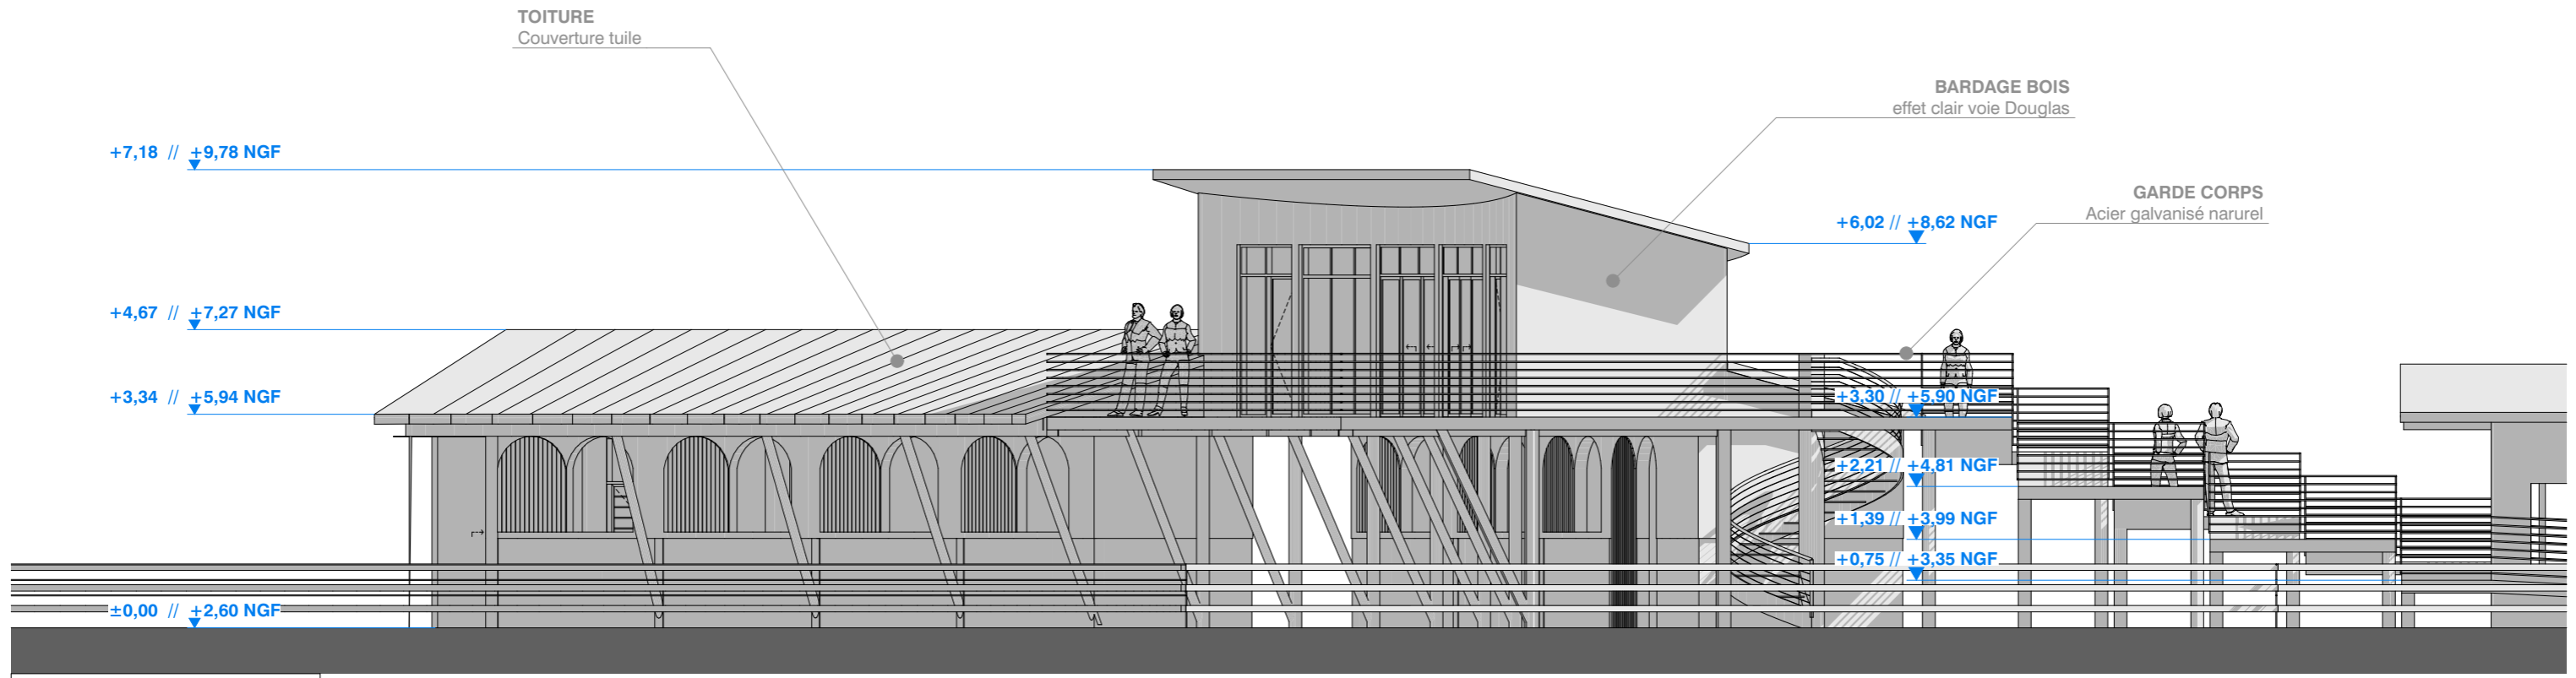 TOITURE
Couverture tuile
BARDAGE BOIS
effet clair voie Douglas
+7,18 // +9,78 NGF
GARDE CORPS
Acier galvanisé narurel
+6,02 // +8,62 NGF
+4,67 // +7,27 NGF
+3,34 // +5,94 NGF
+3,30 // +5,90 NGF
+2,21 // +4,81 NGF
+1,39 // +3,99 NGF
+0,75 // +3,35 NGF
±0,00 // +2,60 NGF